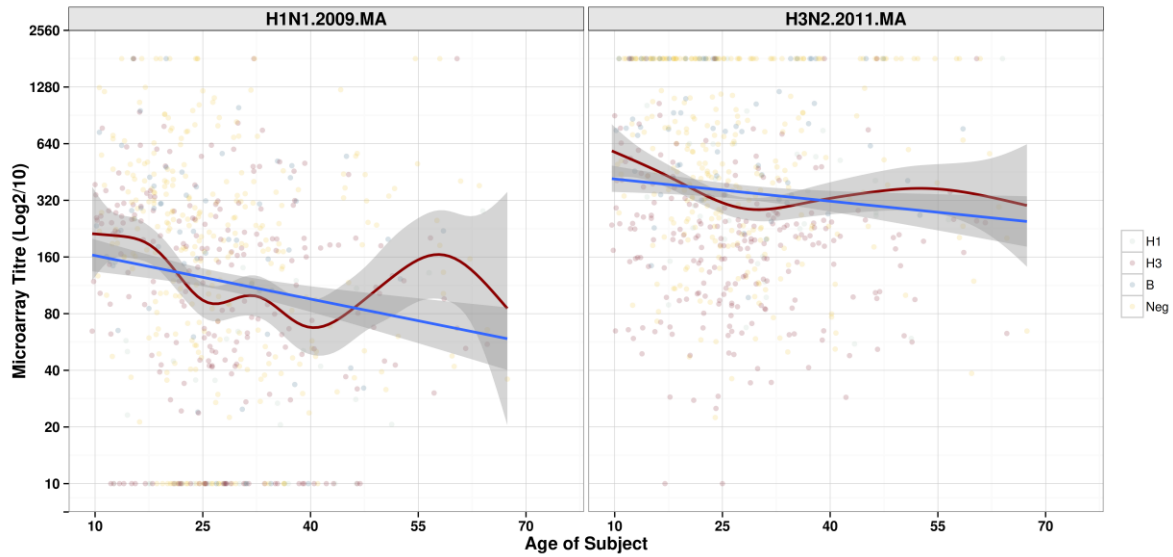 H1N1.2009.MA H3N2.2011.MA
Microarray Titre (Log2/10)
2560
1280
640
320
160
80
40
20
10
H1
H3
B
Neg
10 25 40 55 70 10 25 40 55 70
Age of Subject